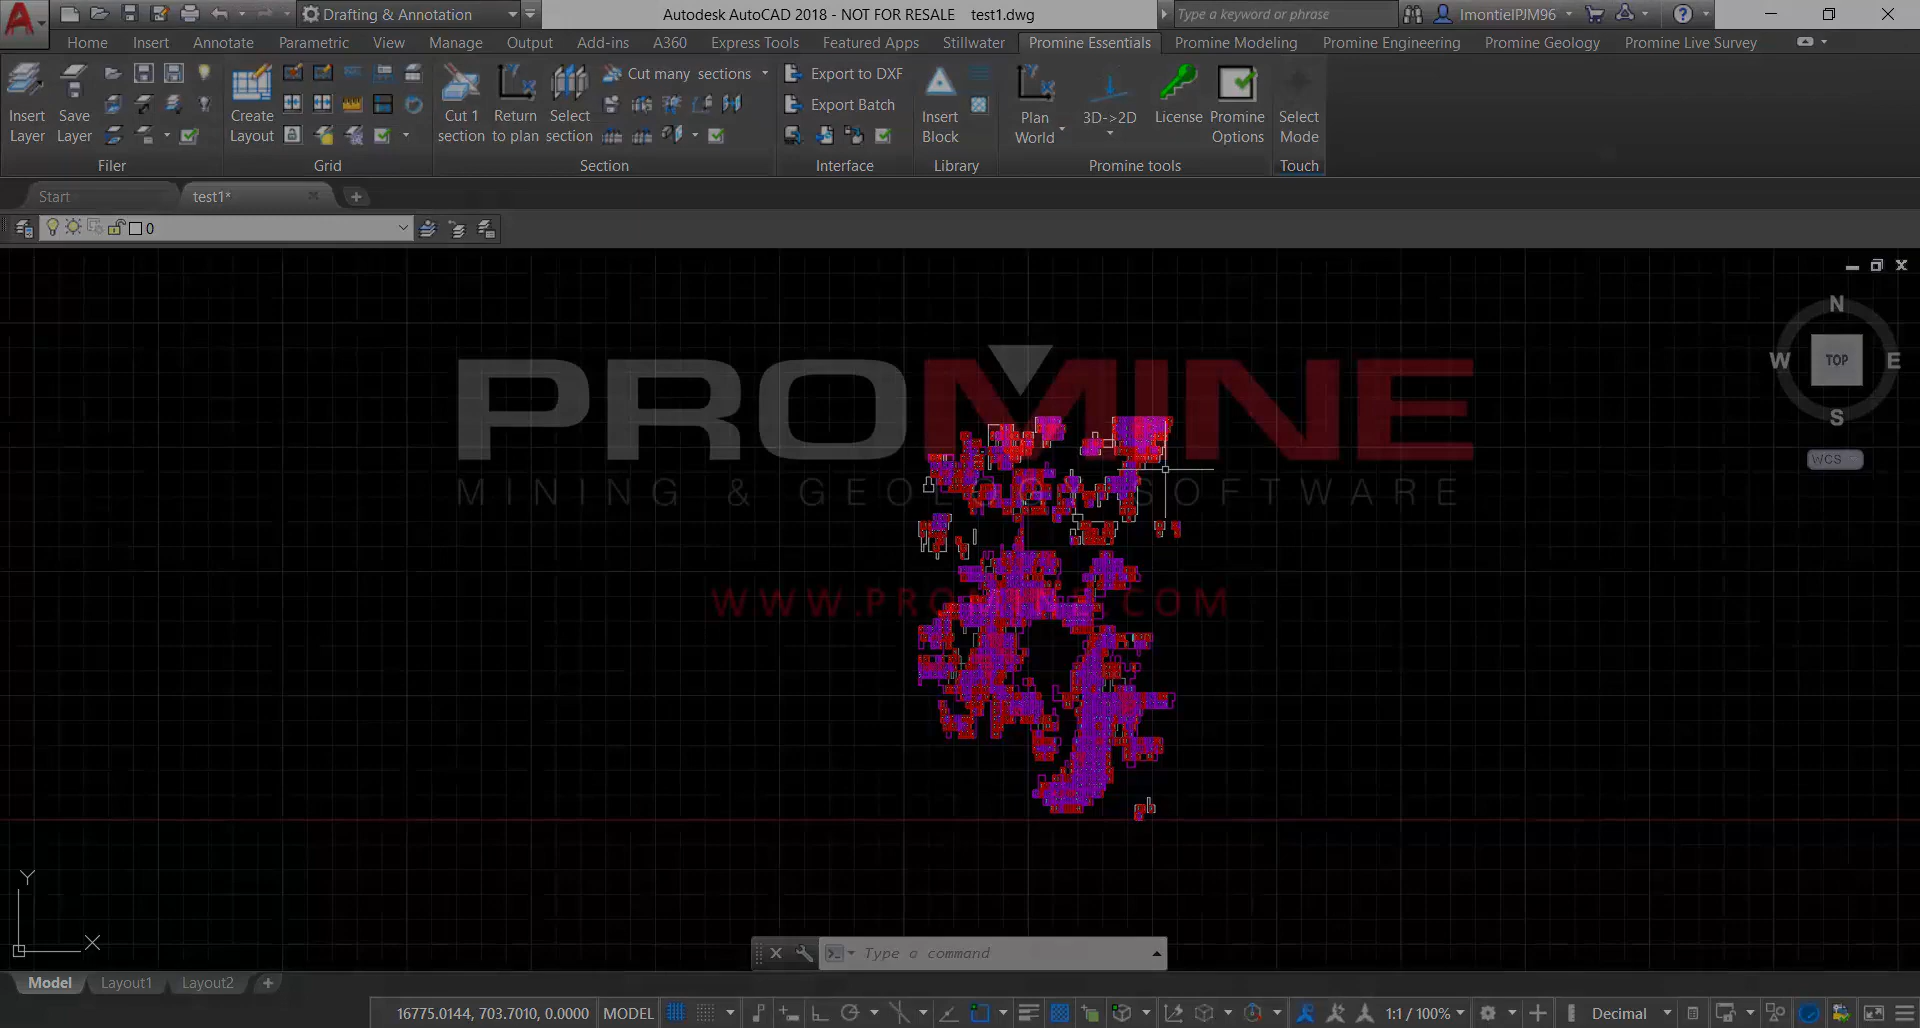 Drafting & Annotation
Autodesk AutoCAD 2018 - NOT FOR RESALE test1.dwg
Type a keyword or phrase
lmontielPJM96
Home Insert Annotate Parametric View Manage Output Add-ins A360 Express Tools Featured Apps Stillwater Promine Essentials Promine Modeling Promine Engineering Promine Geology Promine Live Survey
Insert Layer
Save Layer
Filer
Create Layout
Grid
Cut 1 section
Return to plan
Select section
Cut many sections
Section
Export to DXF
Export Batch
Interface
Insert Block
Library
Plan World
3D->2D
License
Promine Options
Promine tools
Select Mode
Touch
Start
test1*
0
N
W
TOP
E
S
WCS
PROMINE
MINING & GEOLOGY SOFTWARE
WWW.PROMINE.COM
Y
X
Type a command
Model Layout1 Layout2
16775.0144, 703.7010, 0.0000 MODEL
1:1 / 100%
Decimal